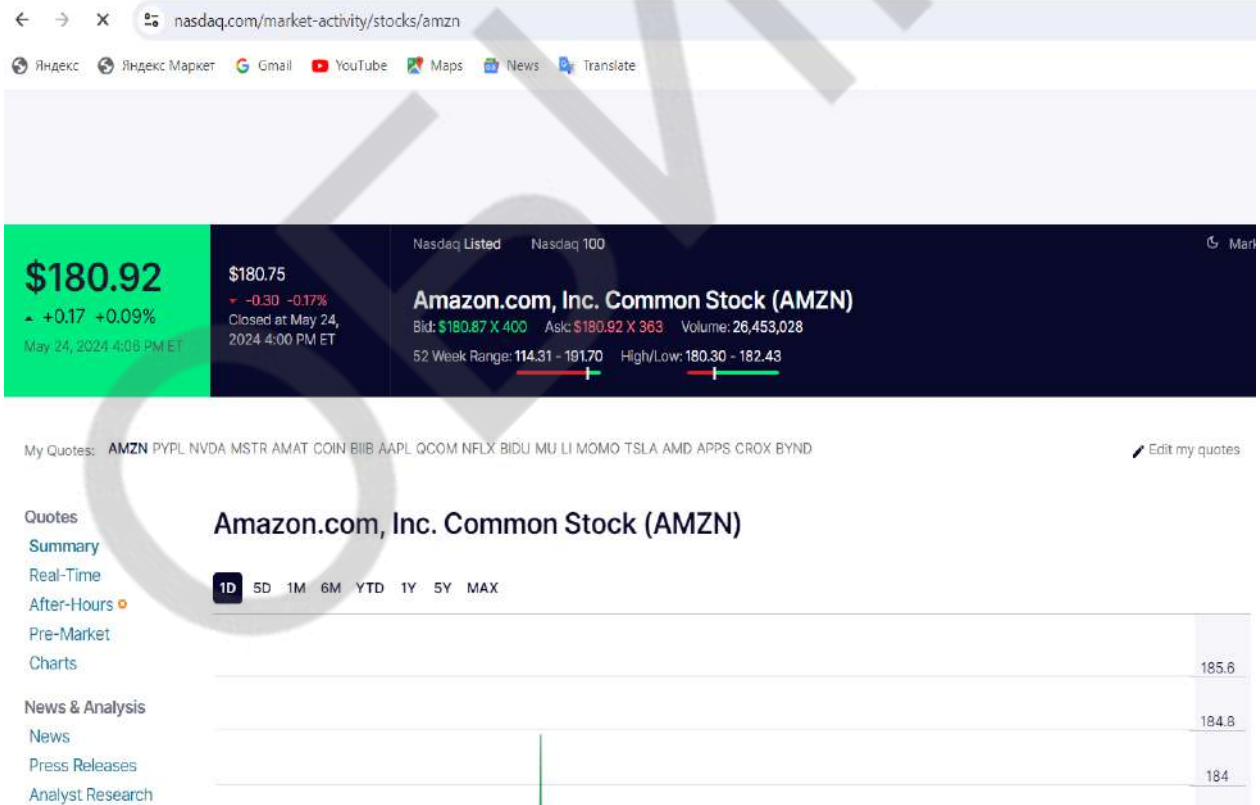 nasdaq.com/market-activity/stocks/amzn
Яндекс Яндекс Маркет Gmail YouTube Maps News Translate
Nasdaq Listed Nasdaq 100
Mark
$180.92
+0.17 +0.09%
May 24, 2024 4:06 PM ET
$180.75
-0.30 -0.17%
Closed at May 24,
2024 4:00 PM ET
Amazon.com, Inc. Common Stock (AMZN)
Bid: $180.87 X 400 Ask: $180.92 X 363 Volume: 26,453,028
52 Week Range: 114.31 - 191.70 High/Low: 180.30 - 182.43
My Quotes: AMZN PYPL NVDA MSTR AMAT COIN BIIB AAPL QCOM NFLX BIDU MU LI MOMO TSLA AMD APPS CROX BYND
Edit my quotes
Quotes
Summary
Real-Time
After-Hours
Pre-Market
Charts
News & Analysis
News
Press Releases
Analyst Research
Amazon.com, Inc. Common Stock (AMZN)
1D 5D 1M 6M YTD 1Y 5Y MAX
185.6
184.8
184